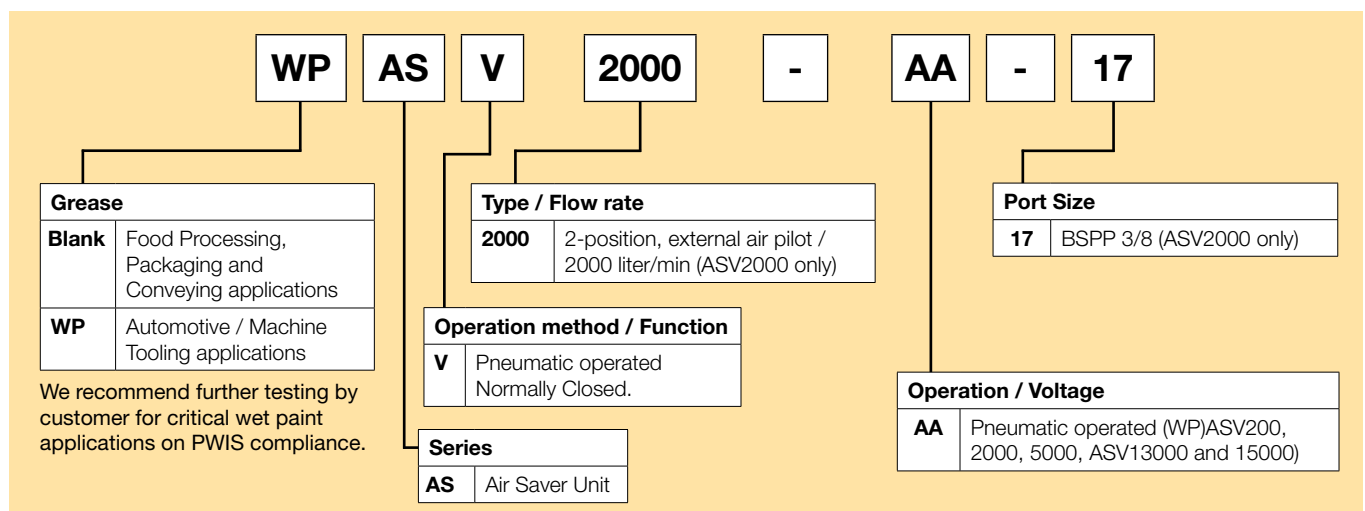 WP AS V 2000 - AA - 17
Grease
Blank Food Processing,
Packaging and
Conveying applications
WP Automotive / Machine
Tooling applications
We recommend further testing by
customer for critical wet paint
applications on PWIS compliance.
Series
AS Air Saver Unit
Operation method / Function
V Pneumatic operated
Normally Closed.
Type / Flow rate
2000 2-position, external air pilot /
2000 liter/min (ASV2000 only)
Operation / Voltage
AA Pneumatic operated (WP)ASV200,
2000, 5000, ASV13000 and 15000)
Port Size
17 BSPP 3/8 (ASV2000 only)